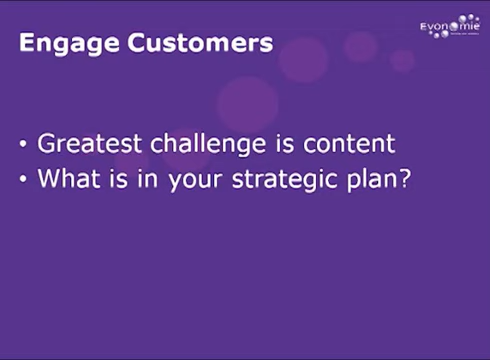 Evonomie
Engage Customers
• Greatest challenge is content
• What is in your strategic plan?